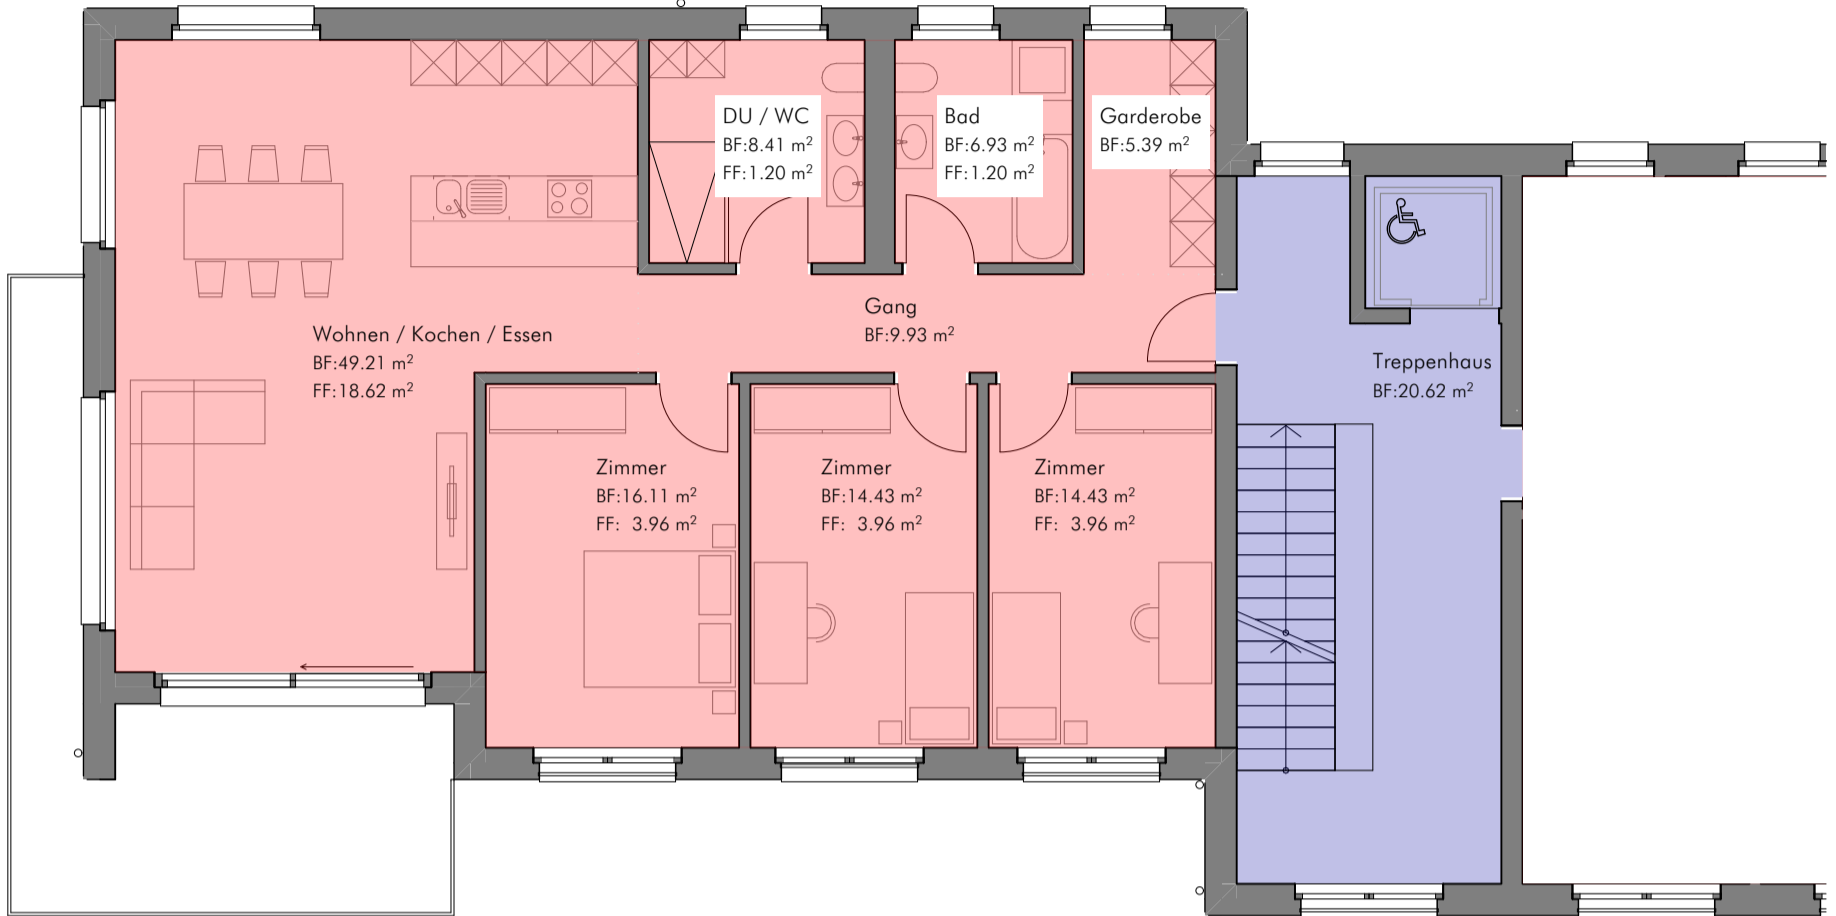 DU / WC
BF:8.41 m²
FF:1.20 m²
Bad
BF:6.93 m²
FF:1.20 m²
Garderobe
BF:5.39 m²
Gang
BF:9.93 m²
Wohnen / Kochen / Essen
BF:49.21 m²
FF:18.62 m²
Treppenhaus
BF:20.62 m²
Zimmer
BF:16.11 m²
FF: 3.96 m²
Zimmer
BF:14.43 m²
FF: 3.96 m²
Zimmer
BF:14.43 m²
FF: 3.96 m²